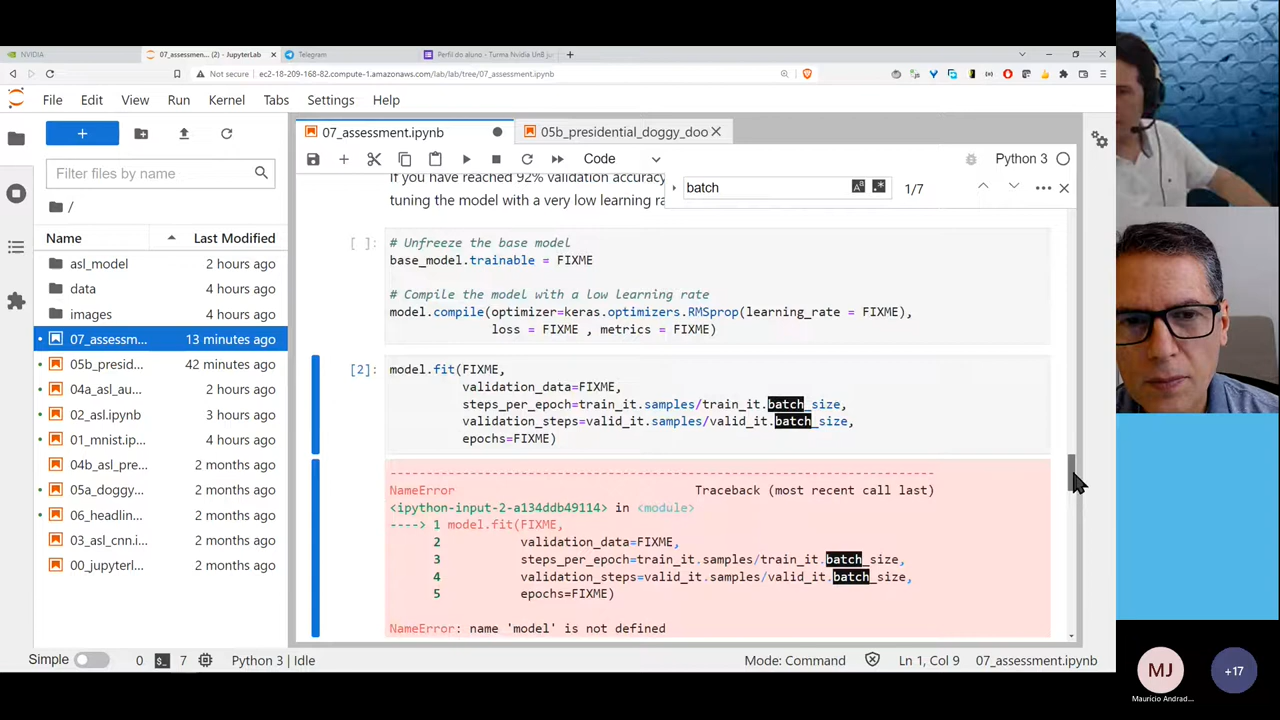 NVIDIA
07_assessment... (2) - JupyterLab
Telegram
Perfil do aluno - Turma Nvidia UnB ju
Not secure
ec2-18-209-168-82.compute-1.amazonaws.com/lab/lab/tree/07_assessment.ipynb
File Edit View Run Kernel Tabs Settings Help
07_assessment.ipynb
05b_presidential_doggy_doo
Code
Python 3
Filter files by name
/
Name
Last Modified
asl_model 2 hours ago
data 4 hours ago
images 4 hours ago
07_assessm... 13 minutes ago
05b_presid... 42 minutes ago
04a_asl_au... 2 hours ago
02_asl.ipynb 3 hours ago
01_mnist.ip... 4 hours ago
04b_asl_pre... 2 months ago
05a_doggy... 2 months ago
06_headlin... 2 months ago
03_asl_cnn.i... 2 months ago
00_jupyterl... 2 months ago
If you have reached 92% validation accuracy
tuning the model with a very low learning ra
batch
1/7
[ ]:
# Unfreeze the base model
base_model.trainable = FIXME
# Compile the model with a low learning rate
model.compile(optimizer=keras.optimizers.RMSprop(learning_rate = FIXME),
loss = FIXME , metrics = FIXME)
[2]:
model.fit(FIXME,
validation_data=FIXME,
steps_per_epoch=train_it.samples/train_it.batch_size,
validation_steps=valid_it.samples/valid_it.batch_size,
epochs=FIXME)
---------------------------------------------------------------------------
NameError Traceback (most recent call last)
<ipython-input-2-a134ddb49114> in <module>
----> 1 model.fit(FIXME,
2 validation_data=FIXME,
3 steps_per_epoch=train_it.samples/train_it.batch_size,
4 validation_steps=valid_it.samples/valid_it.batch_size,
5 epochs=FIXME)
NameError: name 'model' is not defined
Simple 0 7 Python 3 | Idle
Mode: Command
Ln 1, Col 9
07_assessment.ipynb
MJ
+17
Mauricio Andrad...